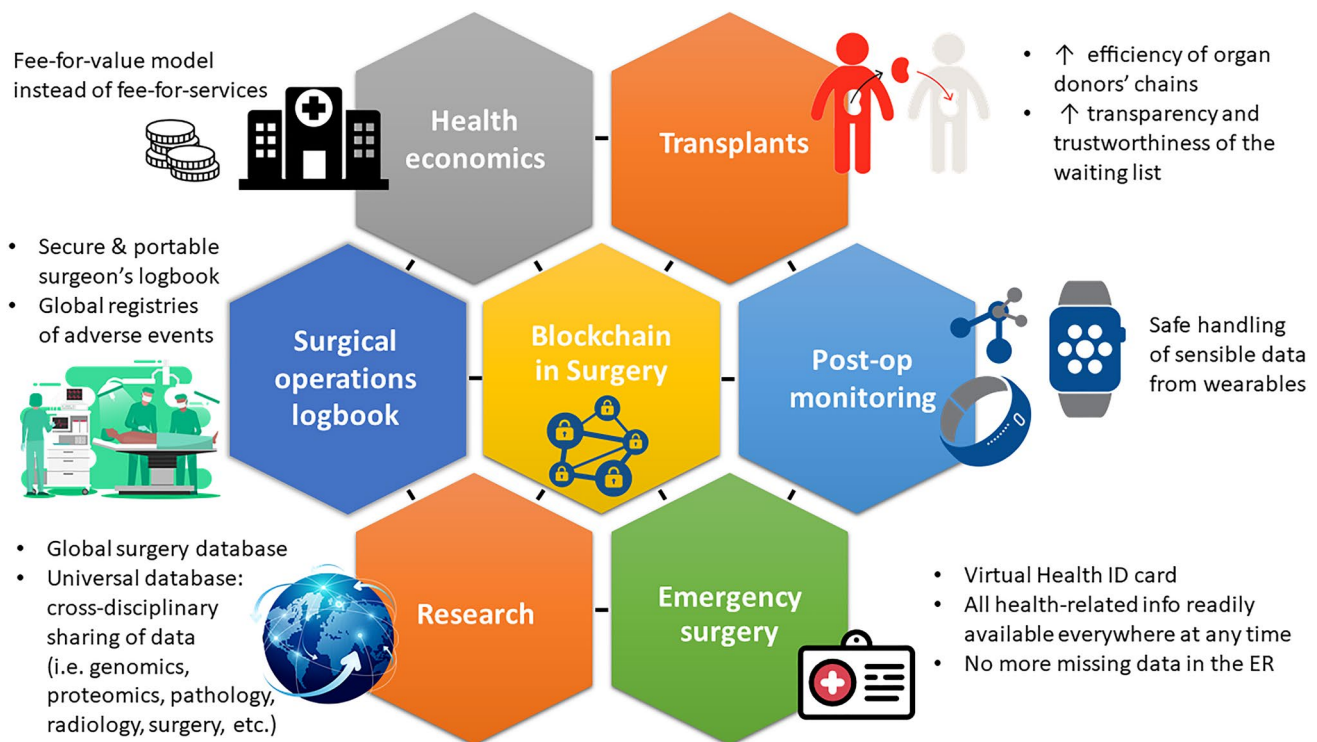 Fee-for-value model
instead of fee-for-services
Health
economics
Transplants
• ↑ efficiency of organ
donors' chains
• ↑ transparency and
trustworthiness of the
waiting list
• Secure & portable
surgeon's logbook
• Global registries
of adverse events
Surgical
operations
logbook
Blockchain
in Surgery
Post-op
monitoring
Safe handling
of sensible data
from wearables
• Global surgery database
• Universal database:
cross-disciplinary
sharing of data
(i.e. genomics,
proteomics, pathology,
radiology, surgery, etc.)
Research
Emergency
surgery
• Virtual Health ID card
• All health-related info readily
available everywhere at any time
• No more missing data in the ER